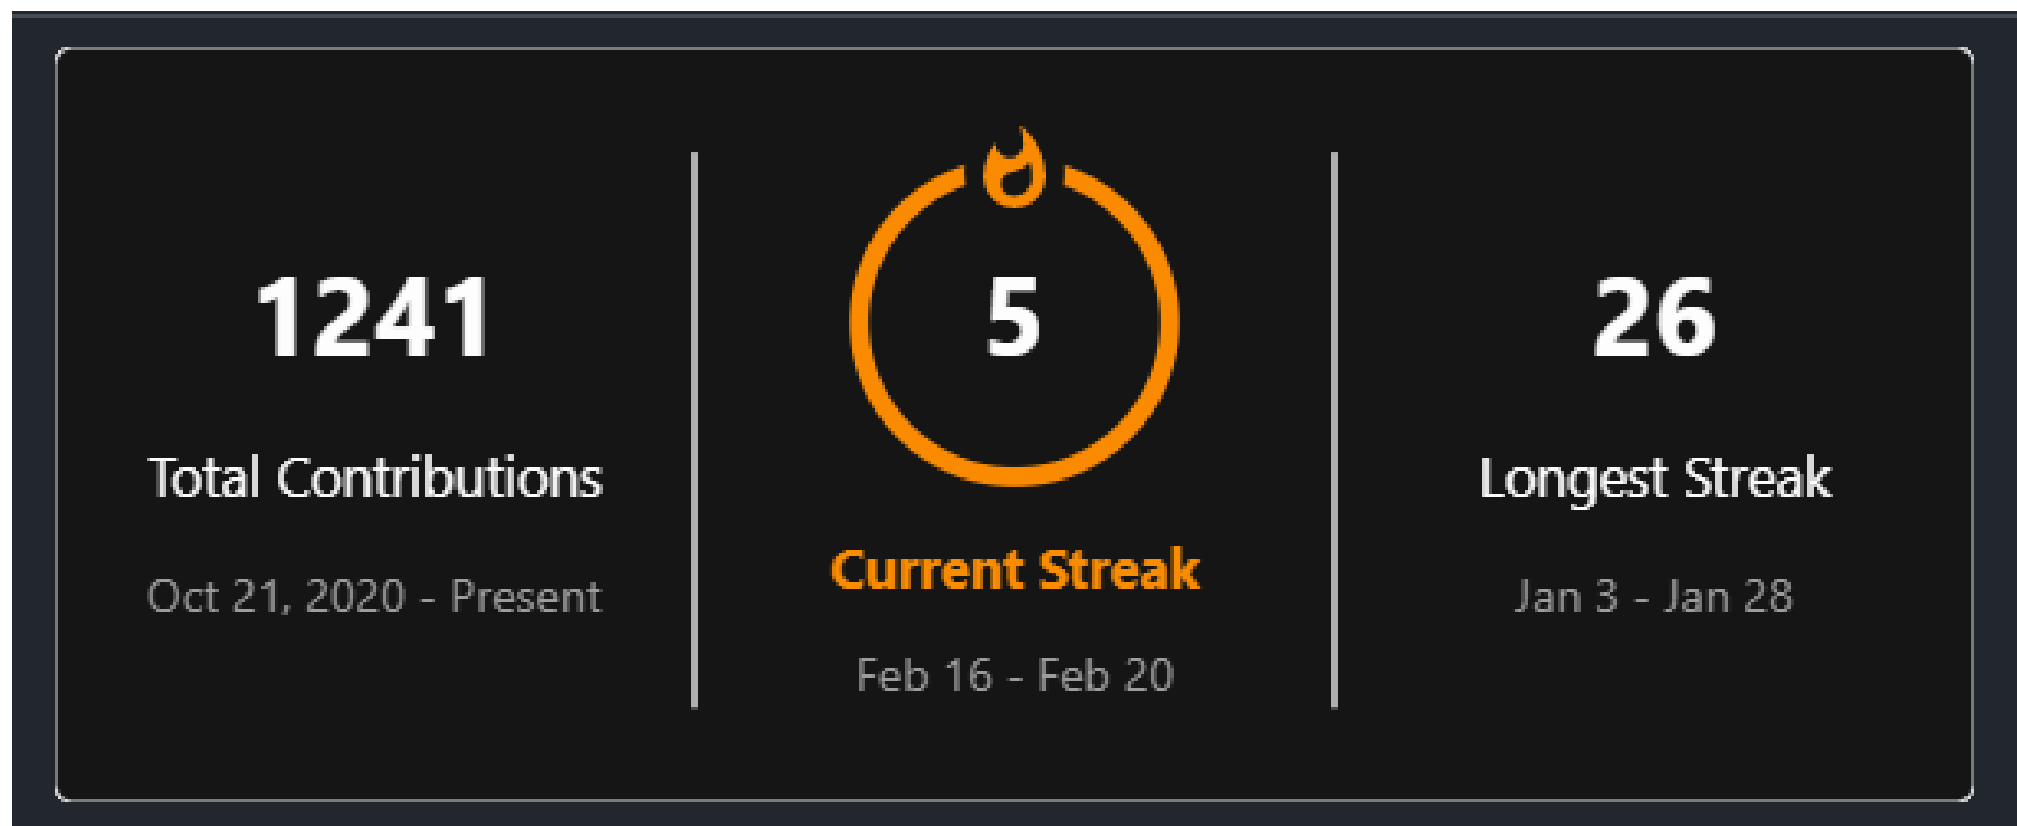 1241
Total Contributions
Oct 21, 2020 - Present
5
Current Streak
Feb 16 - Feb 20
26
Longest Streak
Jan 3 - Jan 28